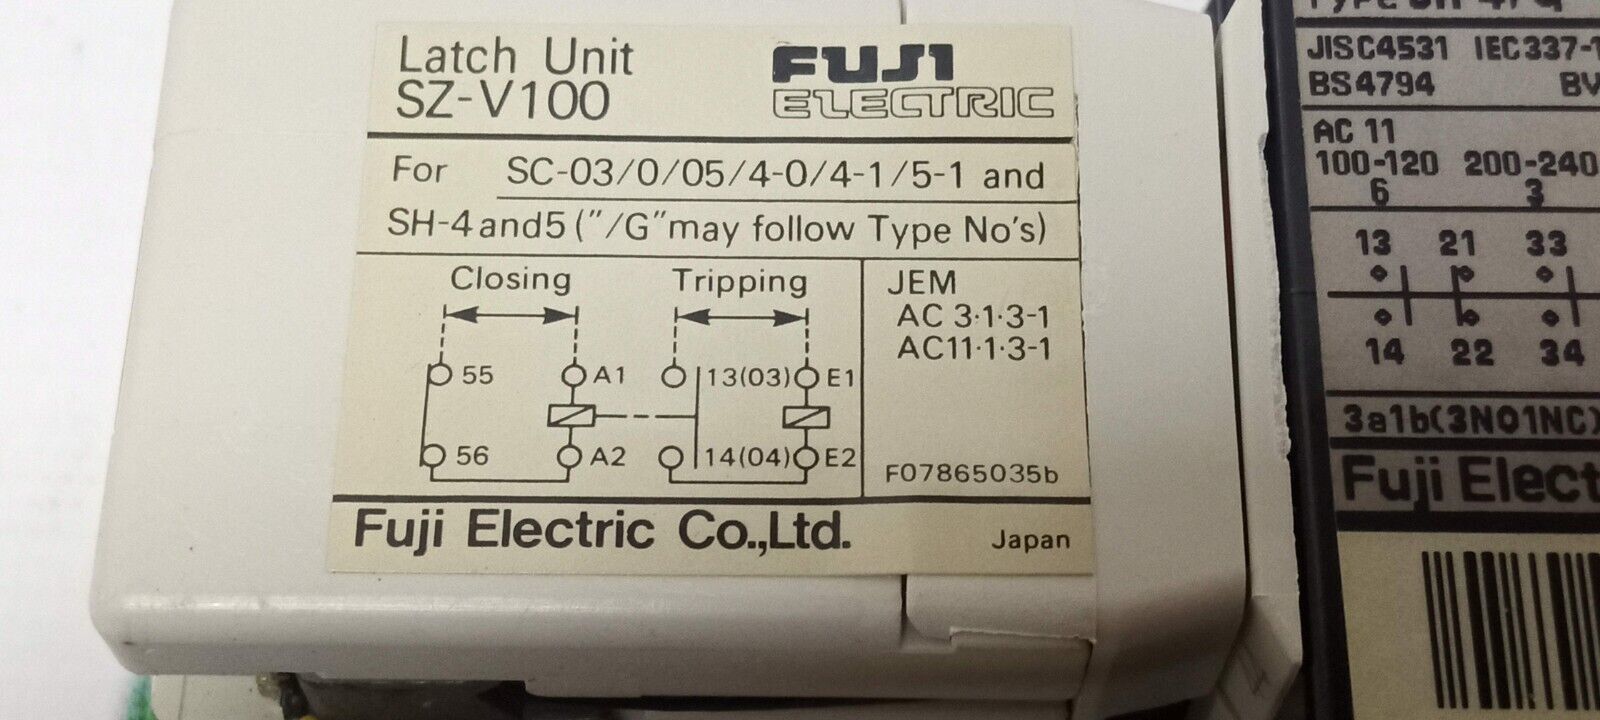 Latch Unit
SZ-V100
FUJI
ELECTRIC
For SC-03/0/05/4-0/4-1/5-1 and
SH-4and5("/G"may follow Type No's)
Closing Tripping
55 A1 13(03) E1
56 A2 14(04) E2
JEM
AC 3·1·3-1
AC11·1·3-1
F07865035b
Fuji Electric Co.,Ltd. Japan
JISC4531 IEC337-1
BS4794 BV
AC 11
100-120 200-240
6 3
13 21 33
14 22 34
3a1b(3NO1NC)
Fuji Elect